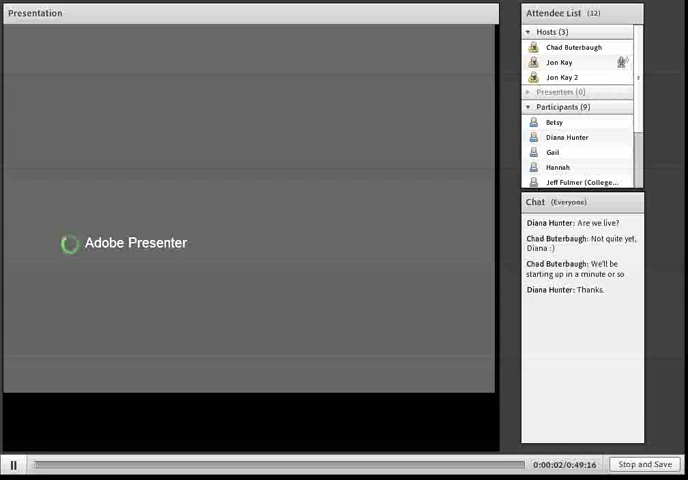 Presentation
Adobe Presenter
Attendee List (12)
Hosts (3)
Chad Buterbaugh
Jon Kay
Jon Kay 2
Presenters (0)
Participants (9)
Betsy
Diana Hunter
Gail
Hannah
Jeff Fulmer (College...
Chat (Everyone)
Diana Hunter: Are we live?
Chad Buterbaugh: Not quite yet,
Diana :)
Chad Buterbaugh: We'll be
starting up in a minute or so.
Diana Hunter: Thanks.
0:00:02/0:49:16
Stop and Save